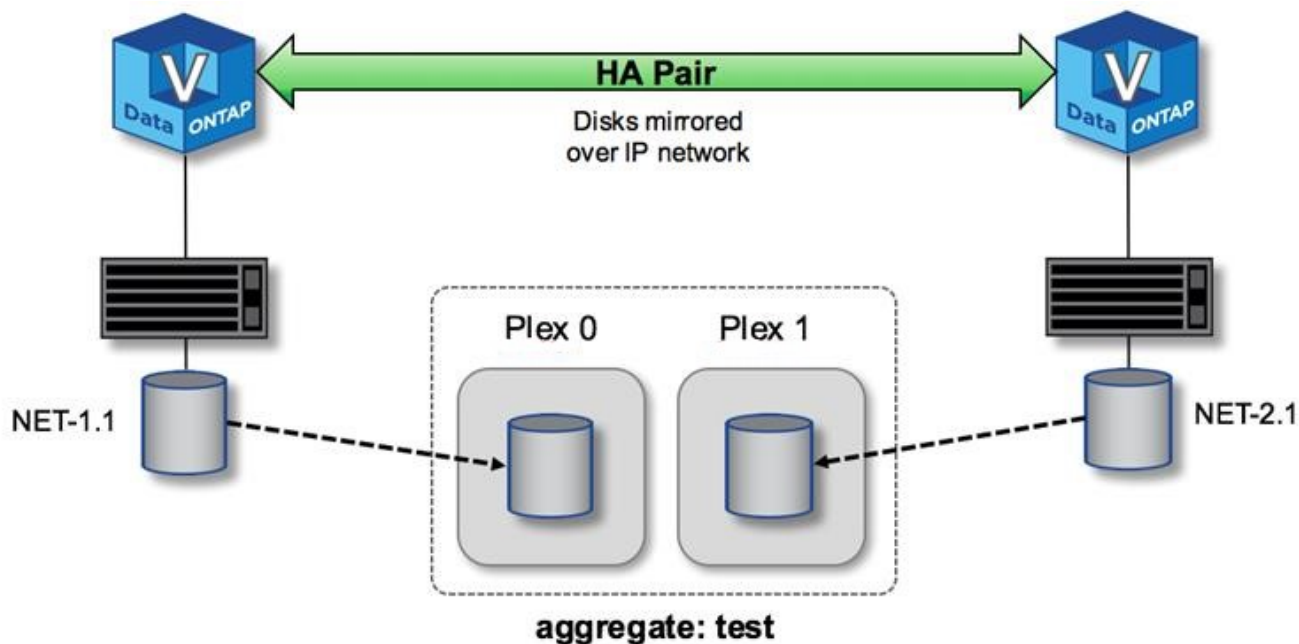 V
Data ONTAP
HA Pair
V
Data ONTAP
Disks mirrored
over IP network
Plex 0
Plex 1
NET-1.1
NET-2.1
aggregate: test